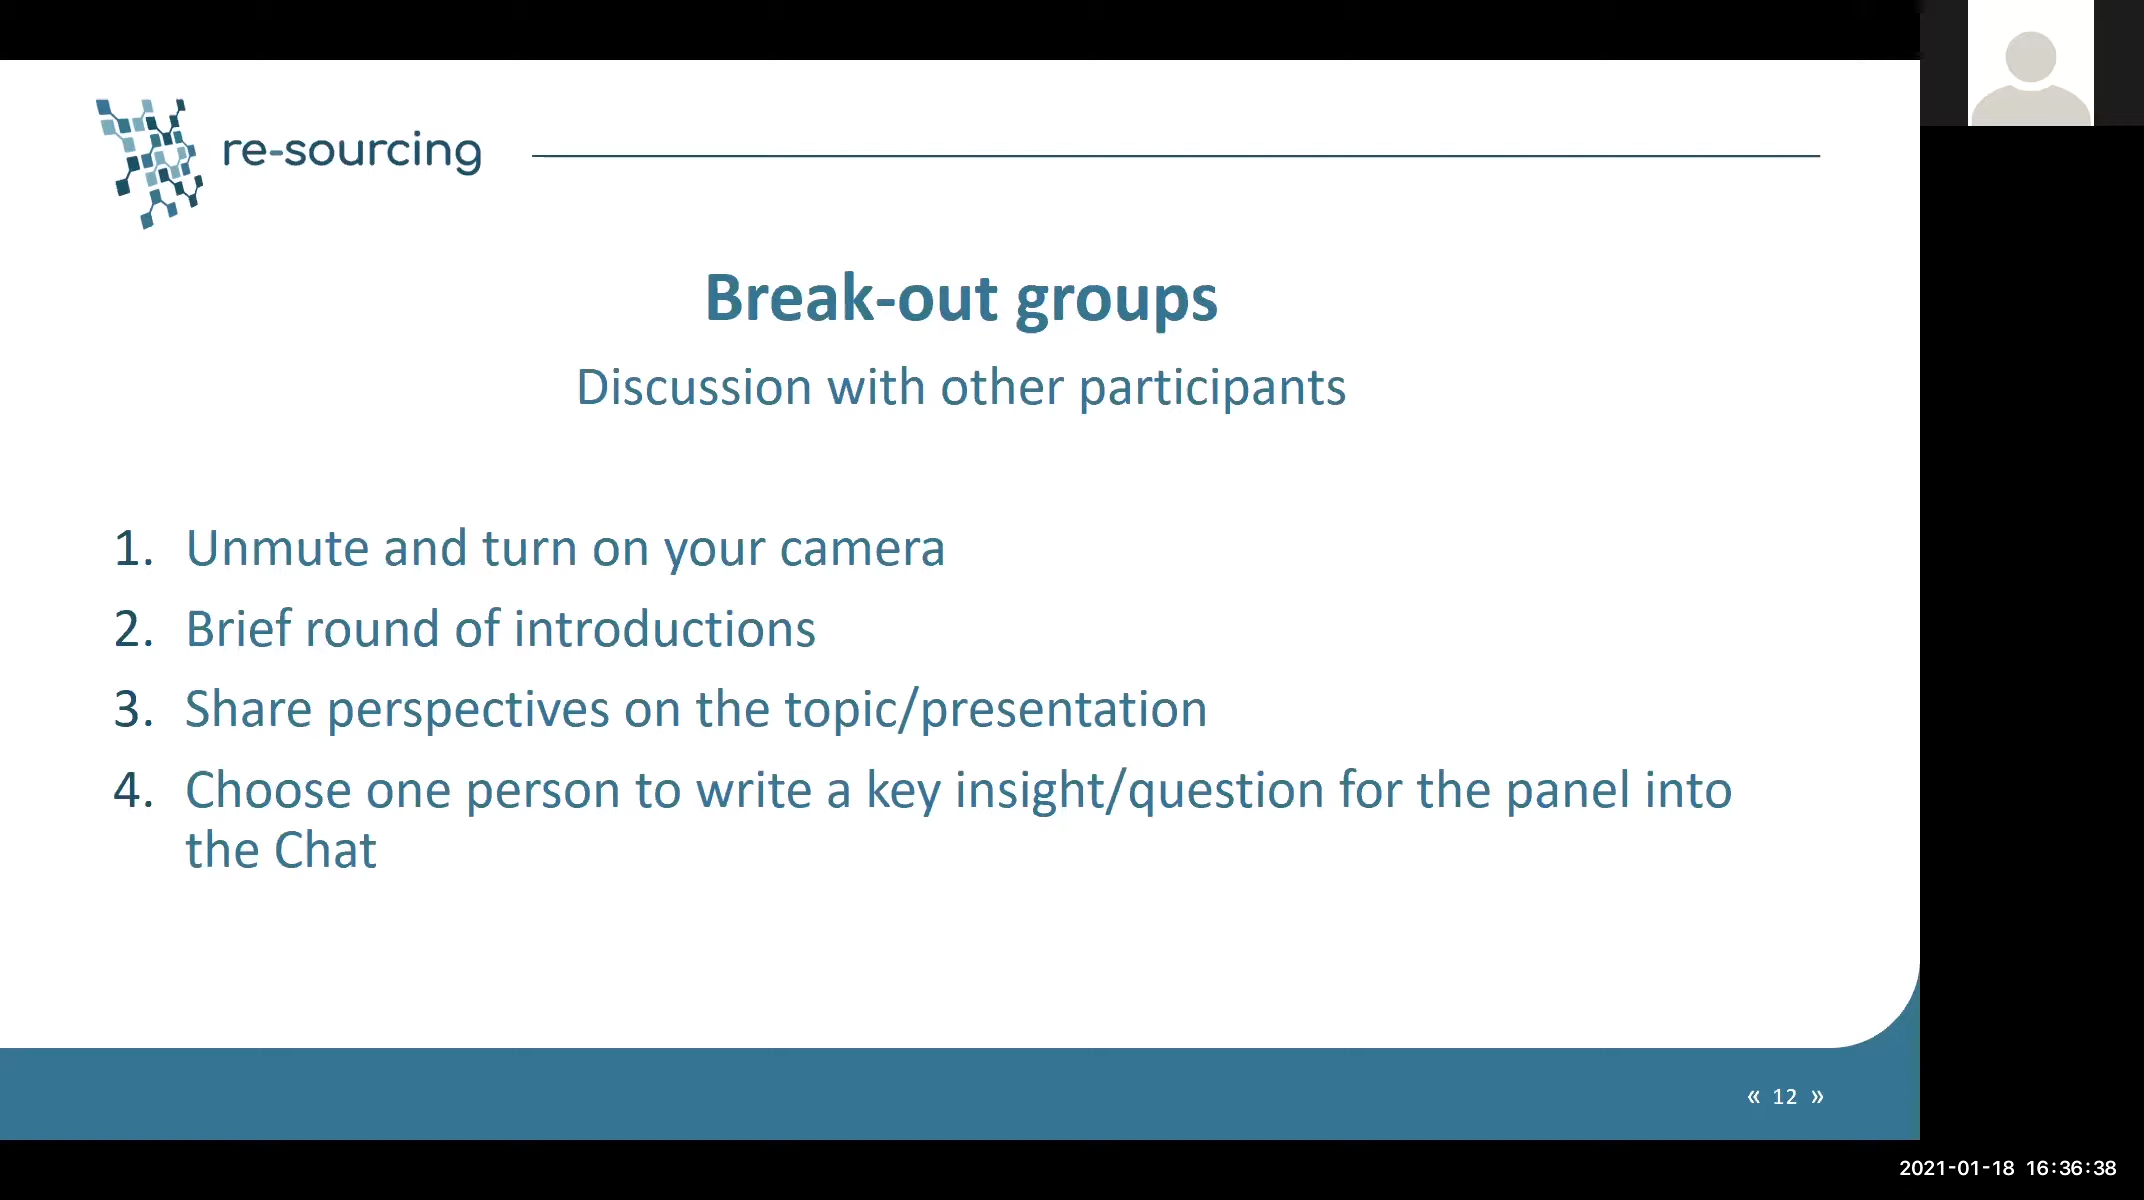 re-sourcing
Break-out groups
Discussion with other participants
1. Unmute and turn on your camera
2. Brief round of introductions
3. Share perspectives on the topic/presentation
4. Choose one person to write a key insight/question for the panel into
the Chat
« 12 »
2021-01-18 16:36:38